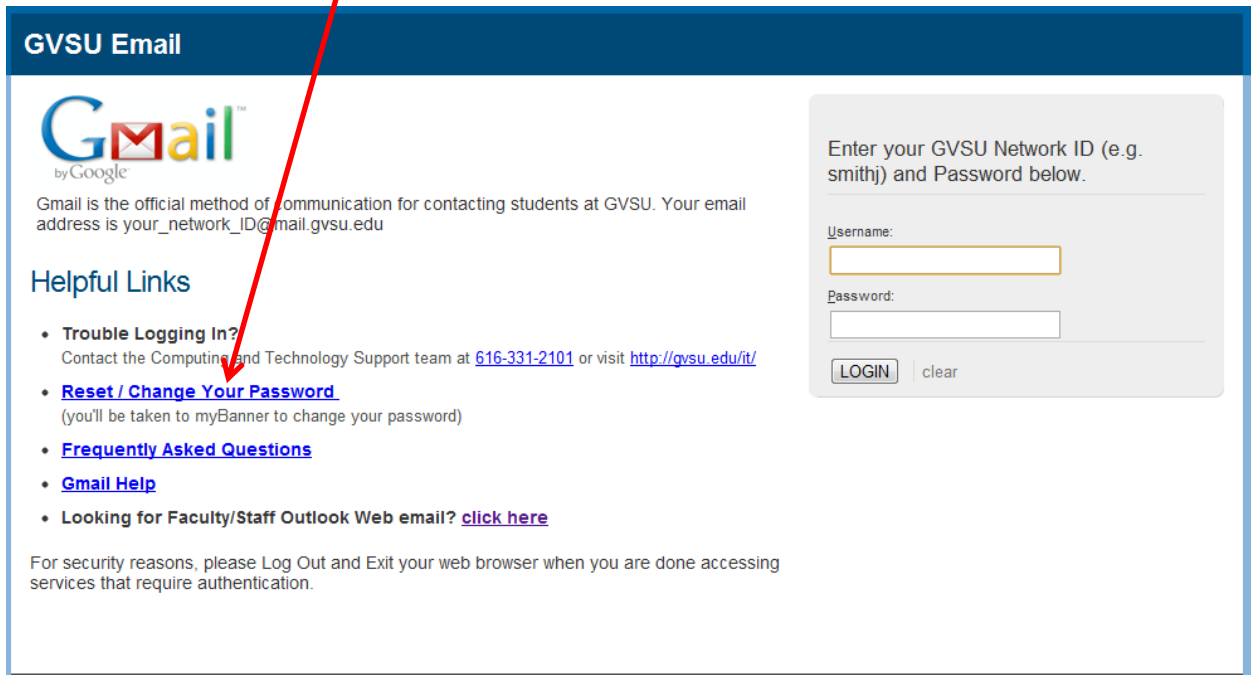 GVSU Email
Gmail™
by Google™
Gmail is the official method of communication for contacting students at GVSU. Your email
address is your_network_ID@mail.gvsu.edu
Helpful Links
• Trouble Logging In?
Contact the Computing and Technology Support team at 616-331-2101 or visit http://gvsu.edu/it/
• Reset / Change Your Password
(you'll be taken to myBanner to change your password)
• Frequently Asked Questions
• Gmail Help
• Looking for Faculty/Staff Outlook Web email? click here
For security reasons, please Log Out and Exit your web browser when you are done accessing
services that require authentication.
Enter your GVSU Network ID (e.g.
smithj) and Password below.
Username:
Password:
LOGIN clear